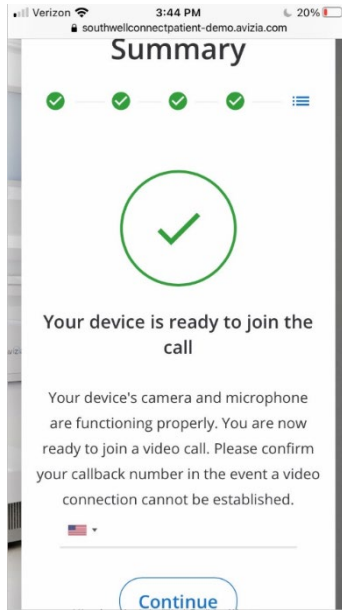 Verizon 3:44 PM 20%
southwellconnectpatient-demo.avizia.com
Summary
Your device is ready to join the
call
Your device's camera and microphone
are functioning properly. You are now
ready to join a video call. Please confirm
your callback number in the event a video
connection cannot be established.
Continue